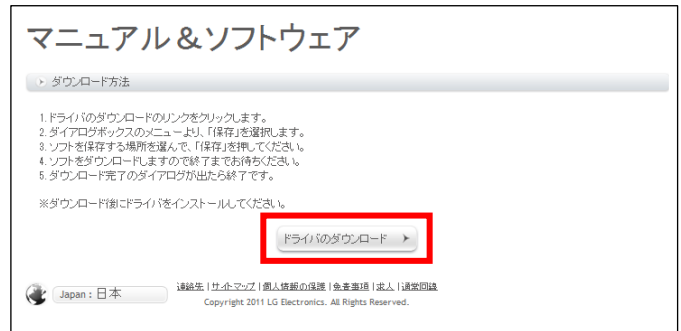 マニュアル＆ソフトウェア
ダウンロード方法
1. ドライバのダウンロードのリンクをクリックします。
2. ダイアログボックスのメニューより、「保存」を選択します。
3. ソフトを保存する場所を選んで、「保存」を押してください。
4. ソフトをダウンロードしますので終了までお待ちください。
5. ダウンロード完了のダイアログが出たら終了です。
※ダウンロード後にドライバをインストールしてください。
ドライバのダウンロード
Japan : 日本
連絡先 | サイトマップ | 個人情報の保護 | 免責事項 | 求人 | 通常回線
Copyright 2011 LG Electronics. All Rights Reserved.